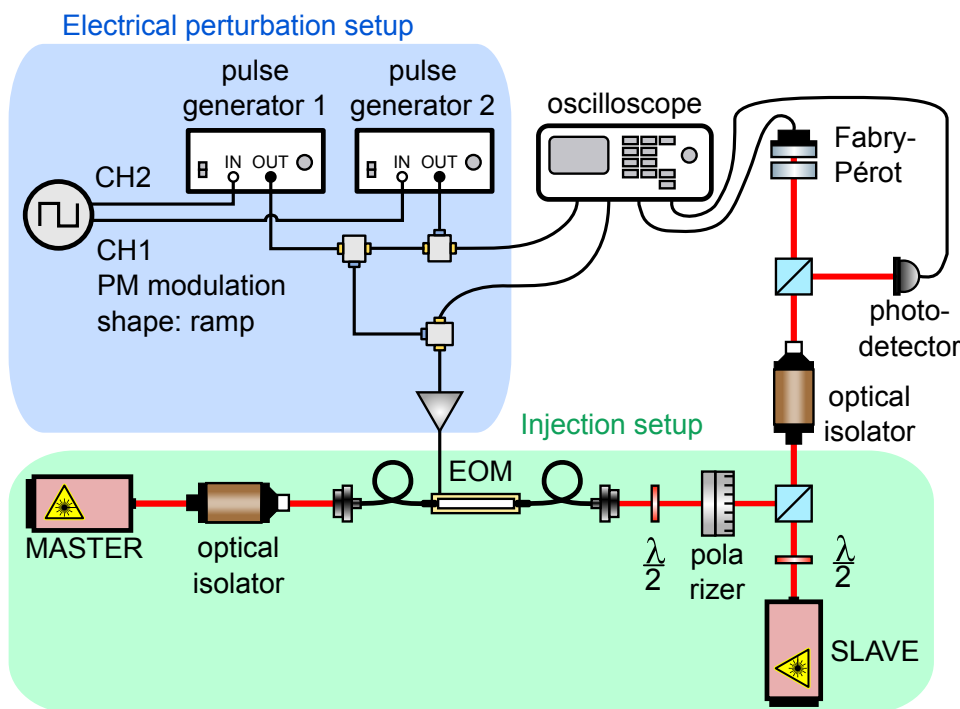 Electrical perturbation setup
pulse
generator 1
pulse
generator 2
oscilloscope
Fabry-
Pérot
IN OUT
IN OUT
CH2
CH1
PM modulation
shape: ramp
photo-
detector
optical
isolator
Injection setup
EOM
MASTER
optical
isolator
λ
2
pola
rizer
λ
2
SLAVE